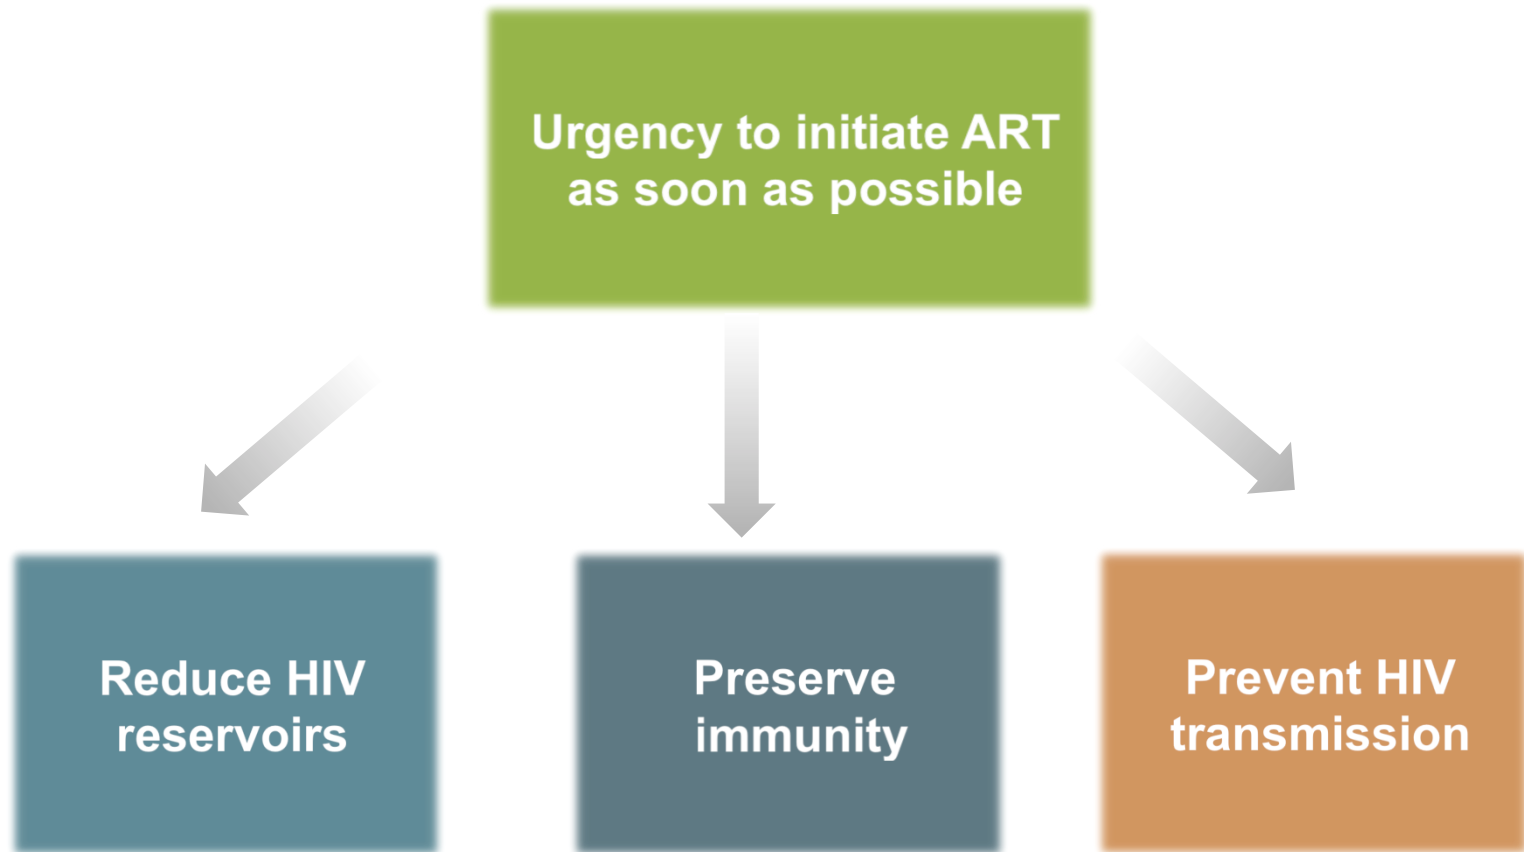 Urgency to initiate ART
as soon as possible
Reduce HIV
reservoirs
Preserve
immunity
Prevent HIV
transmission